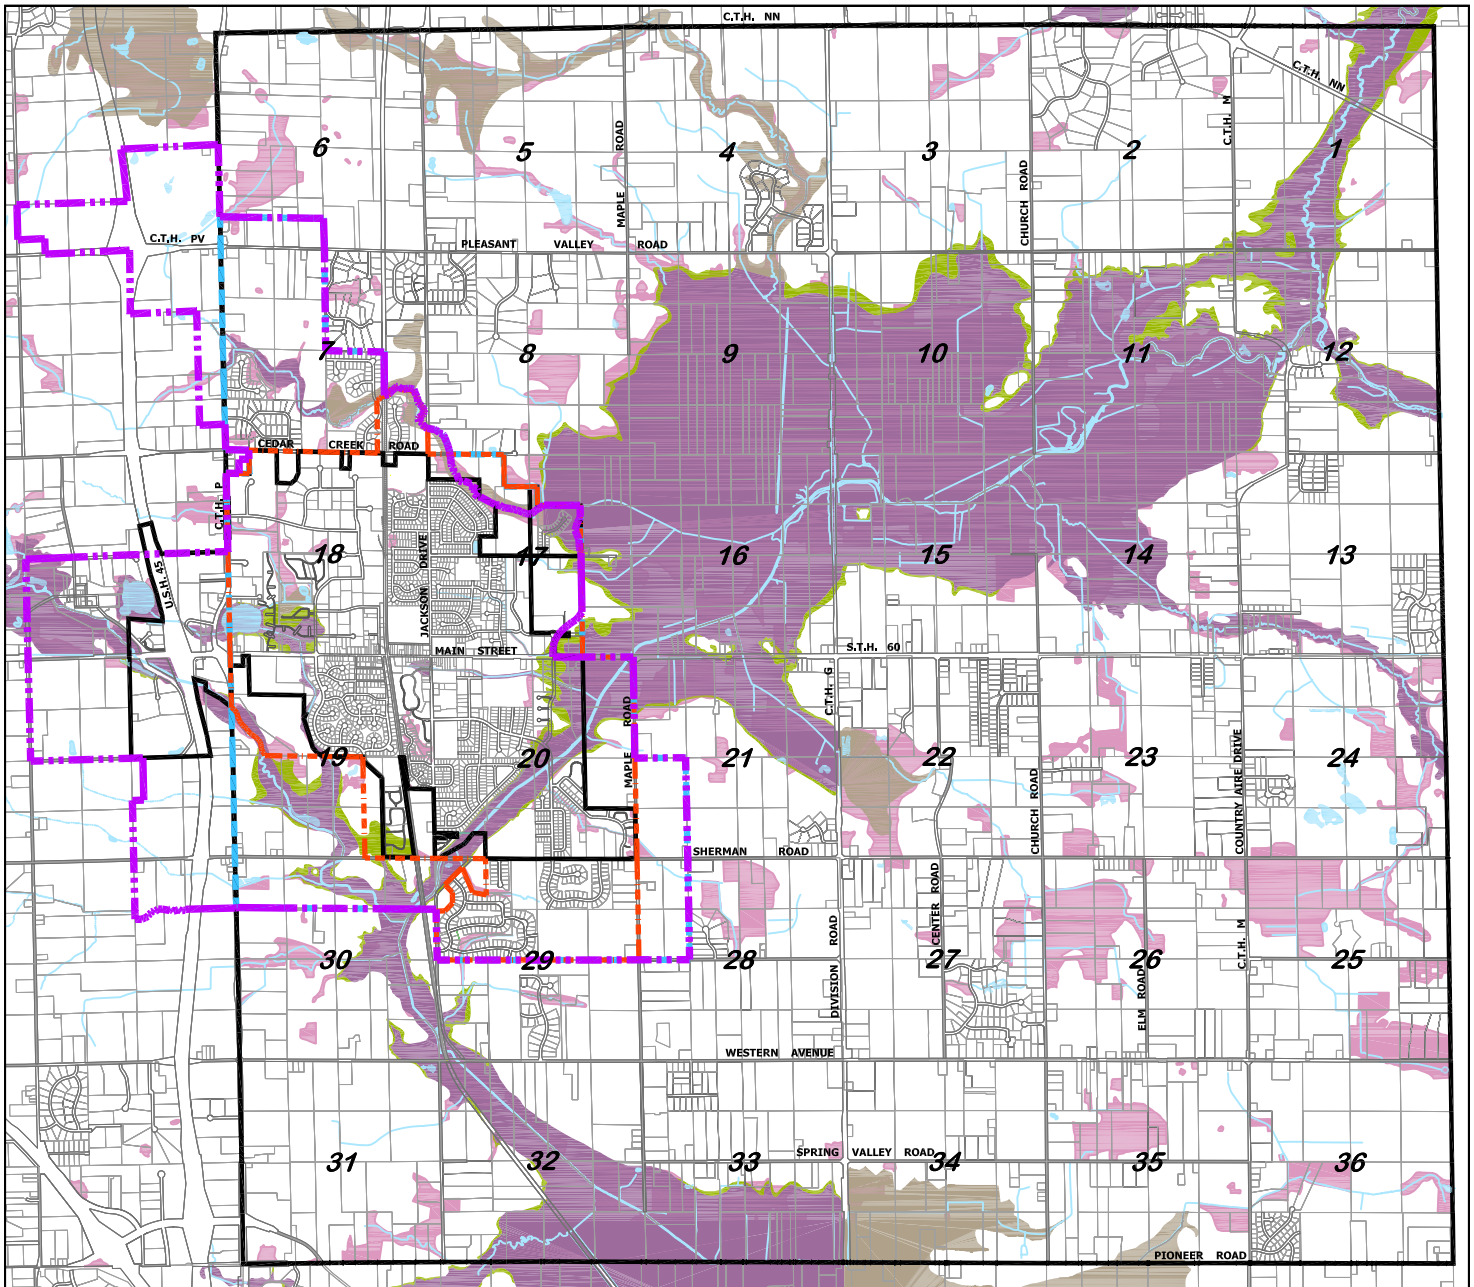 C.T.H. NN
C.T.H. NN
C.T.H. M
6
5
MAPLE ROAD
4
3
CHURCH ROAD
2
1
C.T.H. PV
PLEASANT VALLEY ROAD
7
8
9
10
11
12
CEDAR CREEK ROAD
C.T.H. P
U.S.H. 45
18
JACKSON DRIVE
17
16
15
14
13
MAIN STREET
S.T.H. 60
C.T.H. G
19
20
MAPLE ROAD
21
22
CHURCH ROAD
23
COUNTRY AIRE DRIVE
24
SHERMAN ROAD
30
29
28
DIVISION ROAD
CENTER ROAD
27
ELM ROAD
26
C.T.H. M
25
WESTERN AVENUE
31
32
33
SPRING VALLEY ROAD
34
35
36
PIONEER ROAD